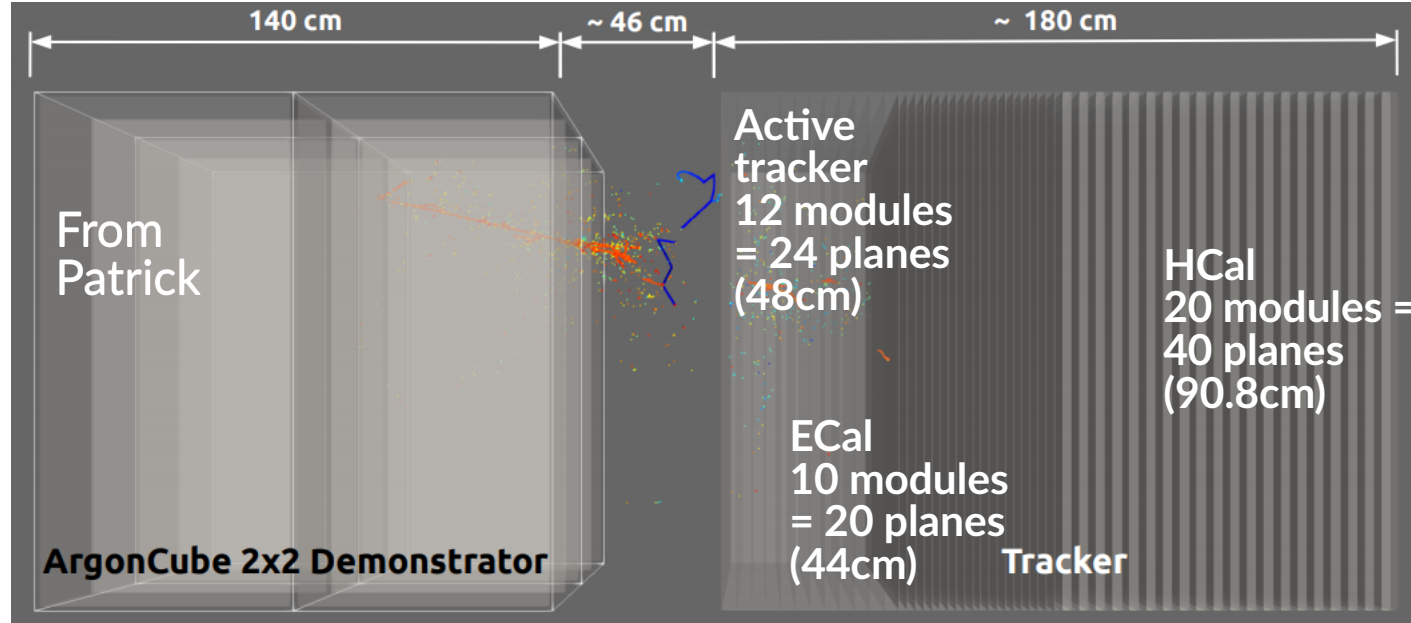 140 cm
~ 46 cm
~ 180 cm
From
Patrick
Active
tracker
12 modules
= 24 planes
(48cm)
HCal
20 modules =
40 planes
(90.8cm)
ECal
10 modules
= 20 planes
(44cm)
ArgonCube 2x2 Demonstrator
Tracker